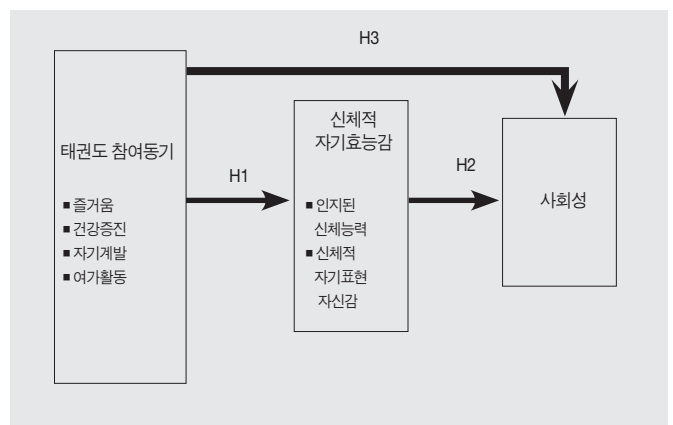 H3
태권도 참여동기
■ 즐거움
■ 건강증진
■ 자기계발
■ 여가활동
H1
신체적
자기효능감
■ 인지된
신체능력
■ 신체적
자기표현
자신감
H2
사회성